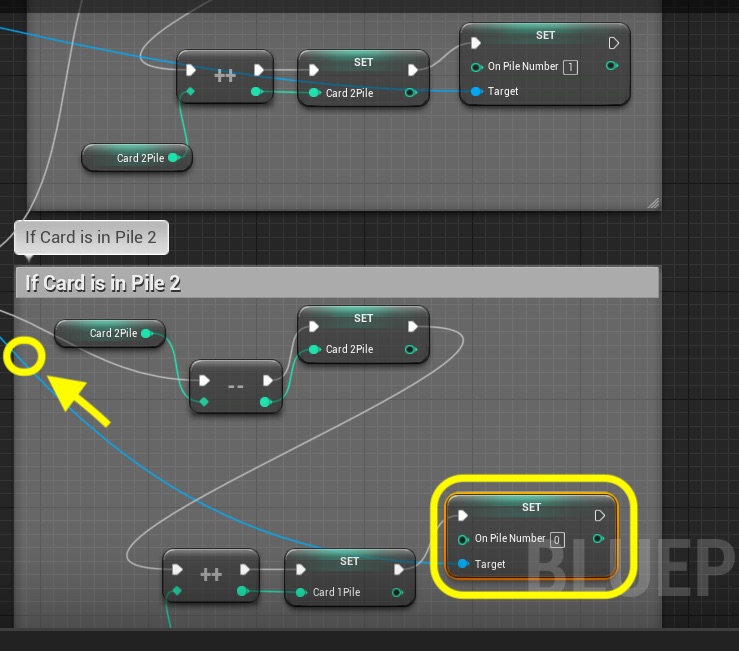 SET
++
SET
On Pile Number 1
Card 2Pile
Target
Card 2Pile
If Card is in Pile 2
If Card is in Pile 2
SET
Card 2Pile
Card 2Pile
--
SET
On Pile Number 0
SET
++
Target
Card 1Pile
BLUEP